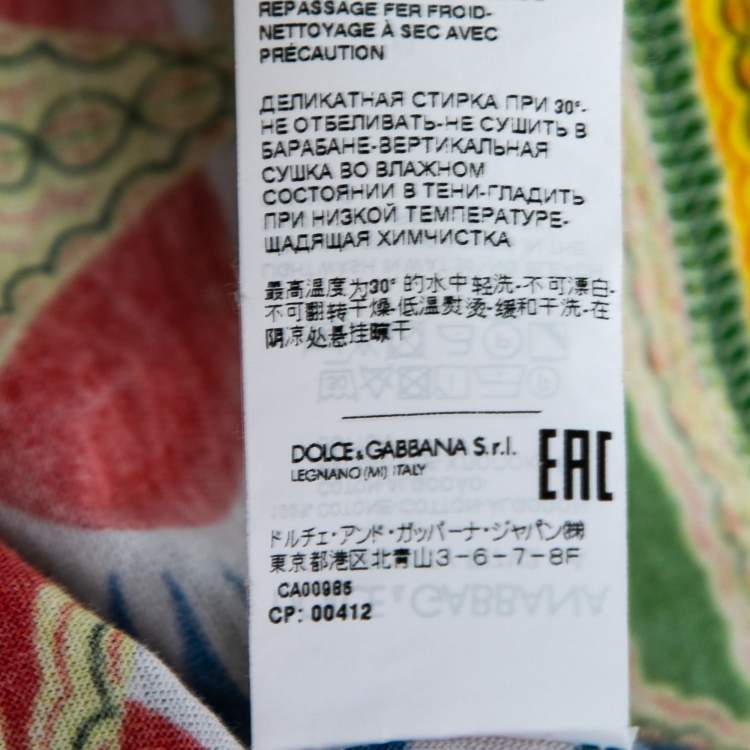 REPASSAGE FER FROID-
NETTOYAGE À SEC AVEC
PRÉCAUTION
ДЕЛИКАТНАЯ СТИРКА ПРИ 30°-
НЕ ОТБЕЛИВАТЬ-НЕ СУШИТЬ В
БАРАБАНЕ-ВЕРТИКАЛЬНАЯ
СУШКА ВО ВЛАЖНОМ
СОСТОЯНИИ В ТЕНИ-ГЛАДИТЬ
ПРИ НИЗКОЙ ТЕМПЕРАТУРЕ-
ЩАДЯЩАЯ ХИМЧИСТКА
最高温度为30° 的水中轻洗-不可漂白-
不可翻转干燥-低温熨烫-缓和干洗-在
阴凉处悬挂晾干
DOLCE & GABBANA S.r.l.
LEGNANO (MI) ITALY
EAC
ドルチェ・アンド・ガッバーナ・ジャパン㈱
東京都港区北青山3-6-7-8F
CA00985
CP: 00412